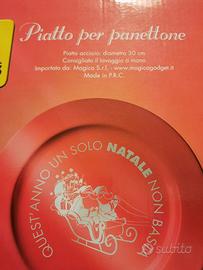 Piatto per panettone
Piatto acciaio: diametro 30 cm
Consigliato il lavaggio a mano
Importato da: Magica S.r.l. - www.magicagadget.it
Made in P.R.C.
QUEST'ANNO UN SOLO NATALE NON BASTA
subito